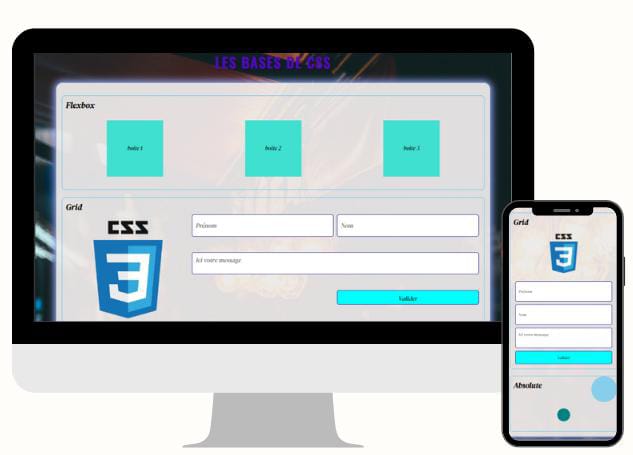 LES BASES DE CSS
Flexbox
boite 1
boite 2
boite 3
Grid
CSS
3
Prénom
Nom
Ici votre message
Valider
Grid
CSS
3
Prénom
Nom
Ici votre message
Valider
Absolute